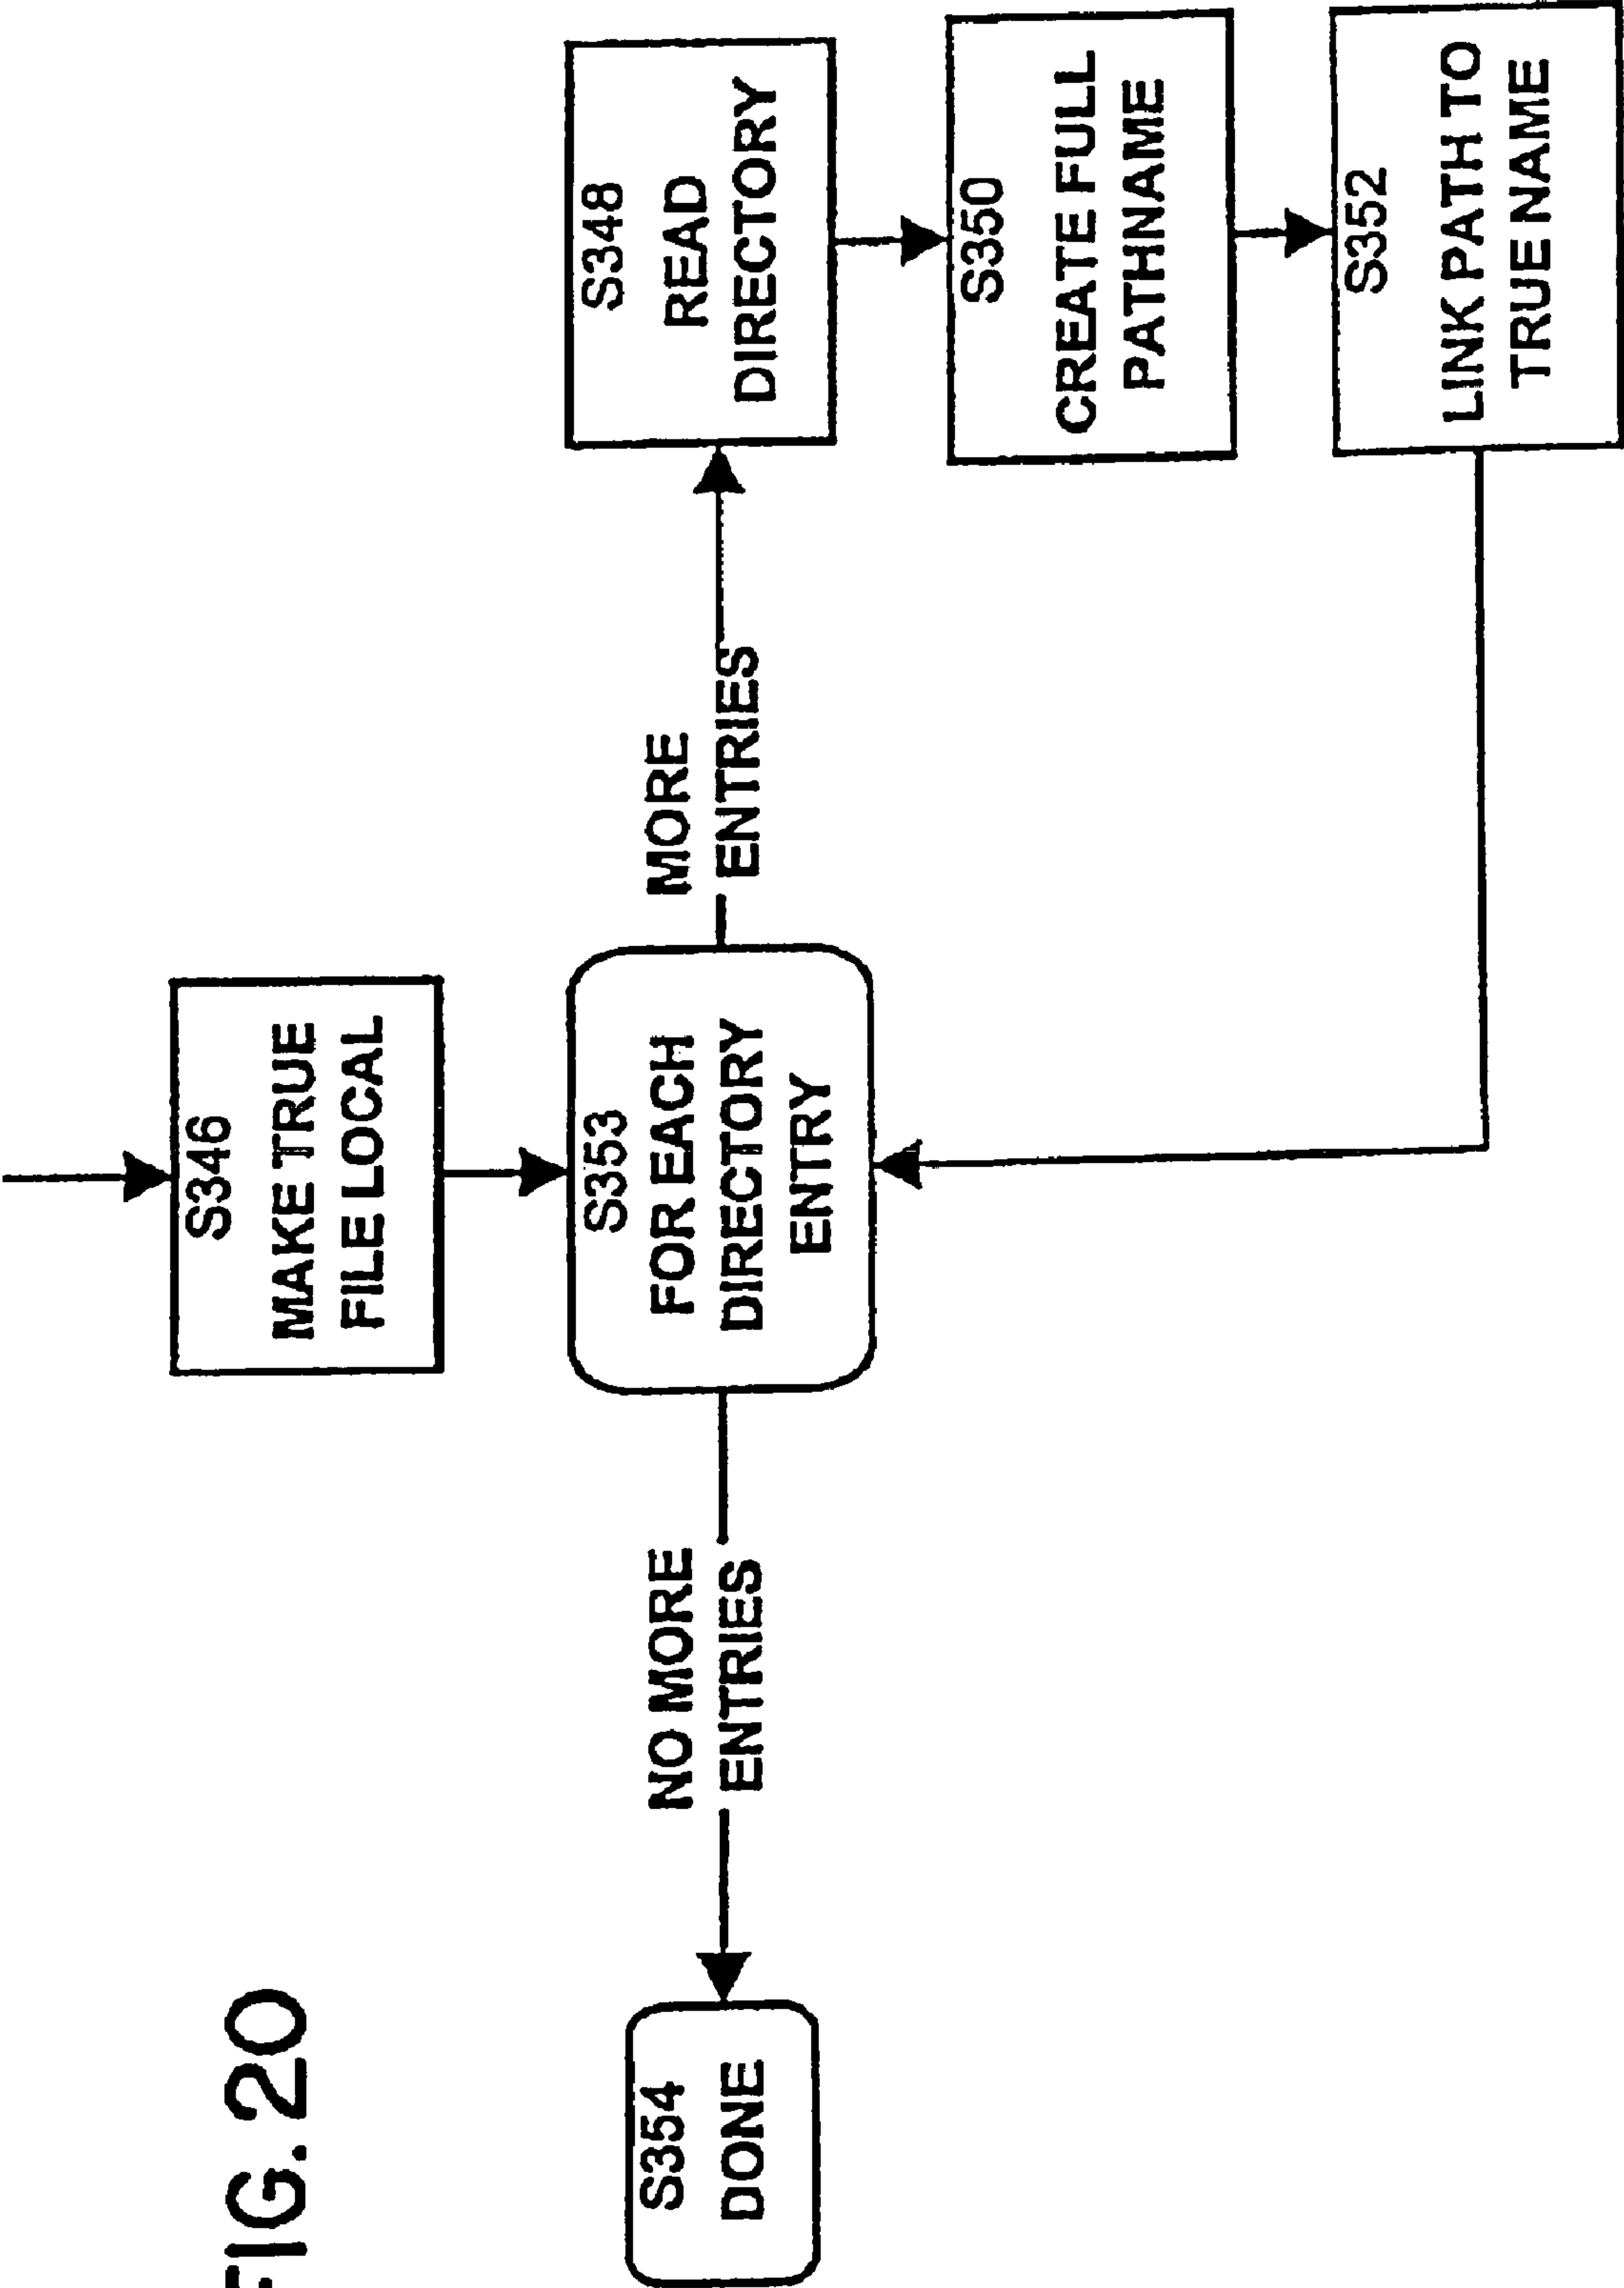 FIG. 20
S346
MAKE TRUE
FILE LOCAL
S353
FOR EACH
DIRECTORY
ENTRY
MORE
ENTRIES
S348
READ
DIRECTORY
S350
CREATE FULL
PATHNAME
S352
LINK PATH TO
TRUE NAME
NO MORE
ENTRIES
S354
DONE